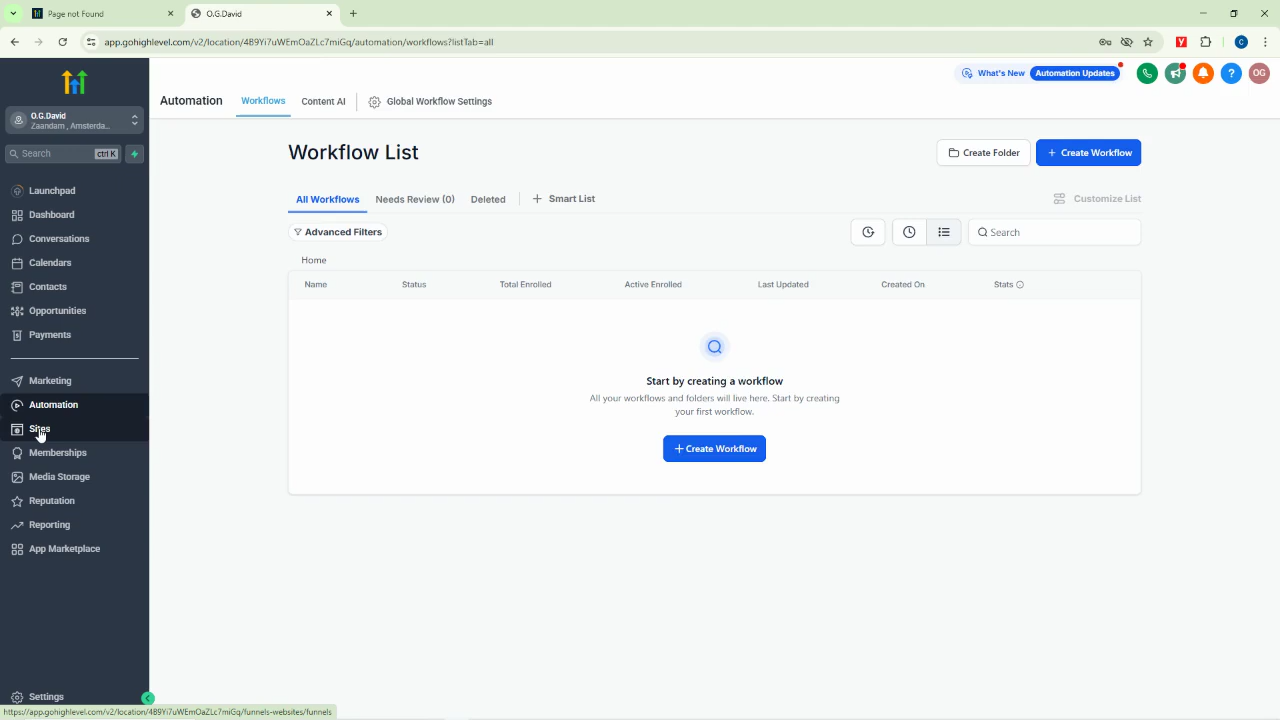 Page not Found
O.G.David
app.gohighlevel.com/v2/location/4B9Yi7uWEmOaZLc7miGq/automation/workflows?listTab=all
What's New
Automation Updates
OG
Automation
Workflows
Content AI
Global Workflow Settings
O.G.David
Zaandam , Amsterda...
Search
ctrl K
Launchpad
Dashboard
Conversations
Calendars
Contacts
Opportunities
Payments
Marketing
Automation
Sites
Memberships
Media Storage
Reputation
Reporting
App Marketplace
Settings
Workflow List
Create Folder
+ Create Workflow
All Workflows
Needs Review (0)
Deleted
+ Smart List
Customize List
Advanced Filters
Search
Home
Name
Status
Total Enrolled
Active Enrolled
Last Updated
Created On
Stats
Start by creating a workflow
All your workflows and folders will live here. Start by creating
your first workflow.
+ Create Workflow
https://app.gohighlevel.com/v2/location/4B9Yi7uWEmOaZLc7miGq/funnels-websites/funnels